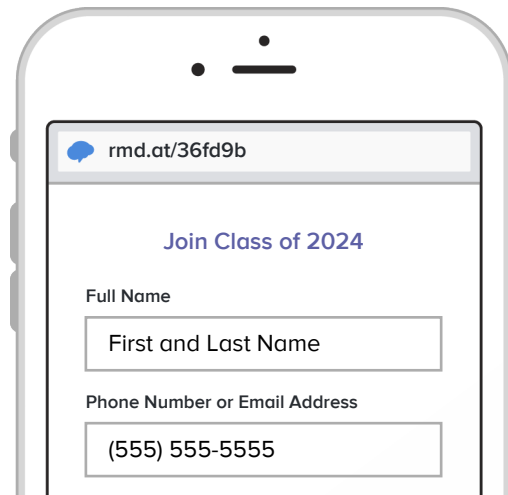 rmd.at/36fd9b
Join Class of 2024
Full Name
First and Last Name
Phone Number or Email Address
(555) 555-5555